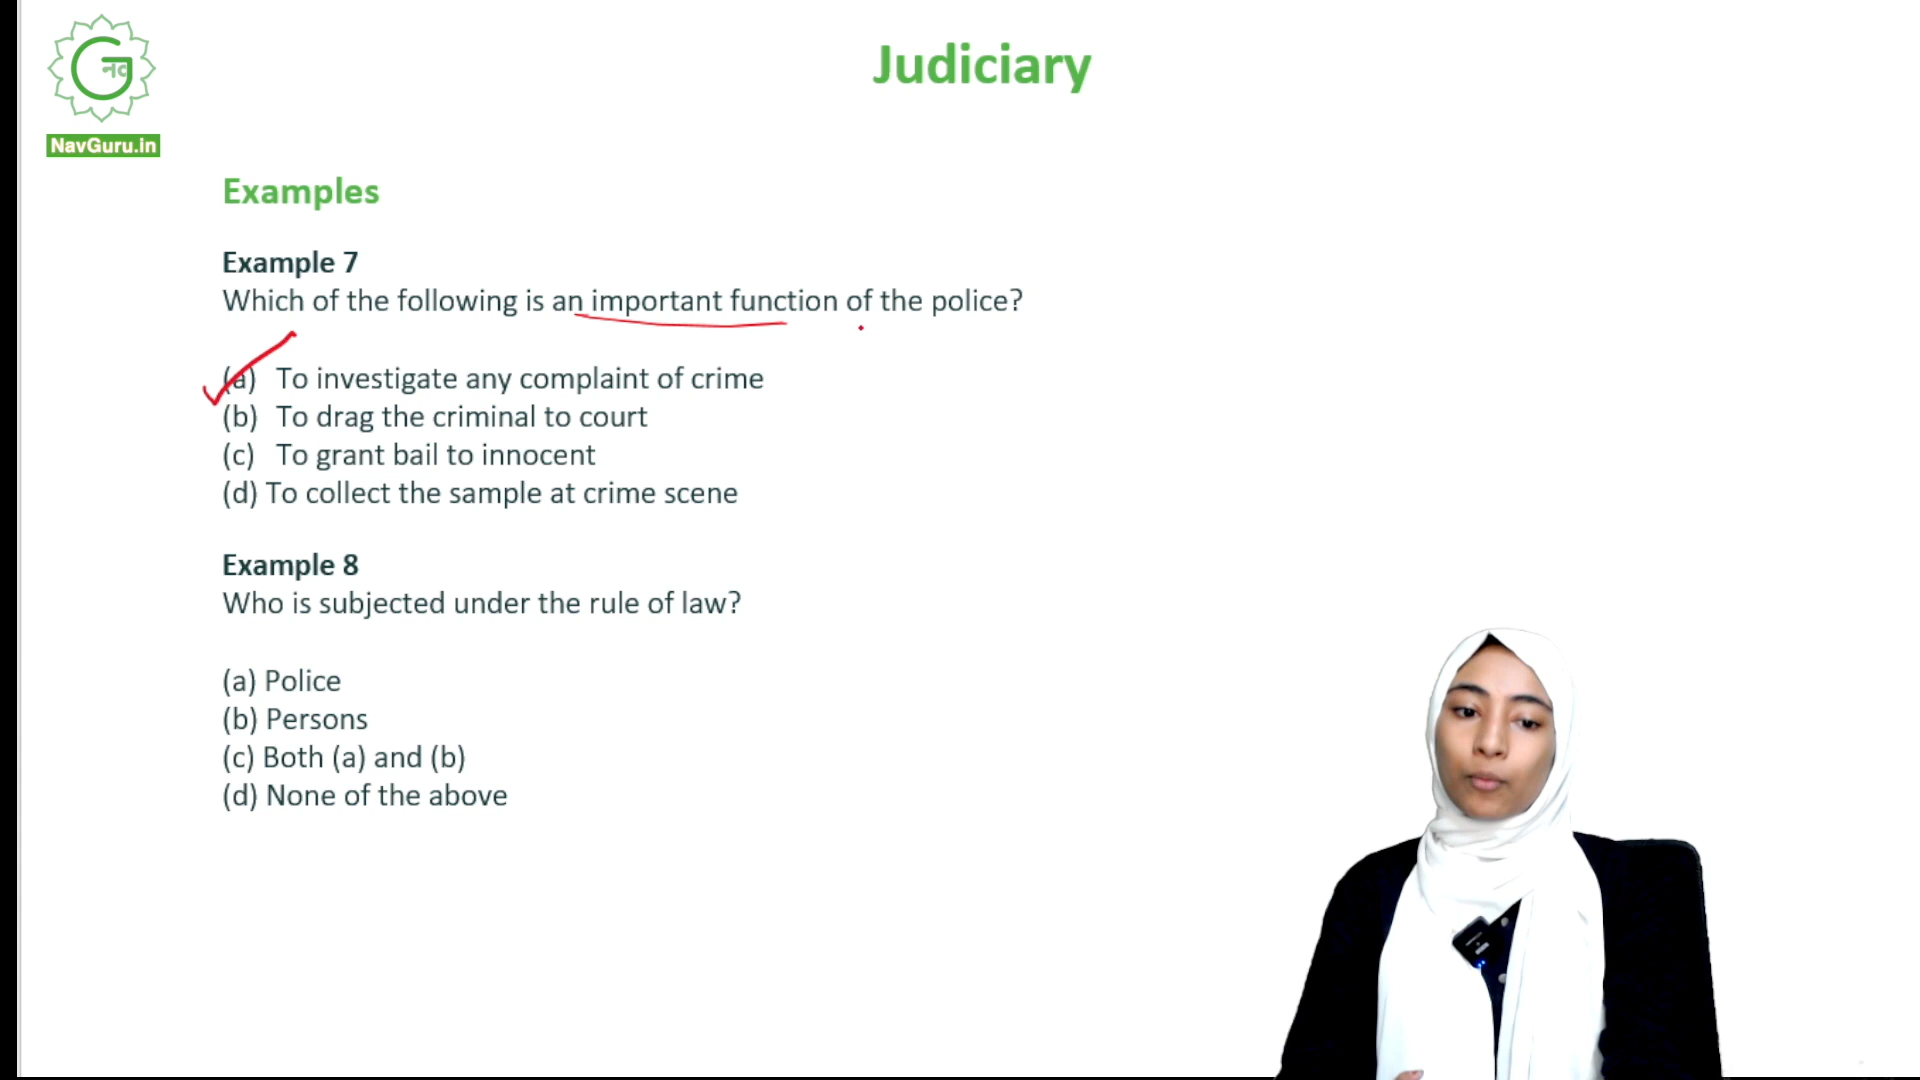 नव
NavGuru.in
Judiciary
Examples
Example 7
Which of the following is an important function of the police?
(a) To investigate any complaint of crime
(b) To drag the criminal to court
(c) To grant bail to innocent
(d) To collect the sample at crime scene
Example 8
Who is subjected under the rule of law?
(a) Police
(b) Persons
(c) Both (a) and (b)
(d) None of the above